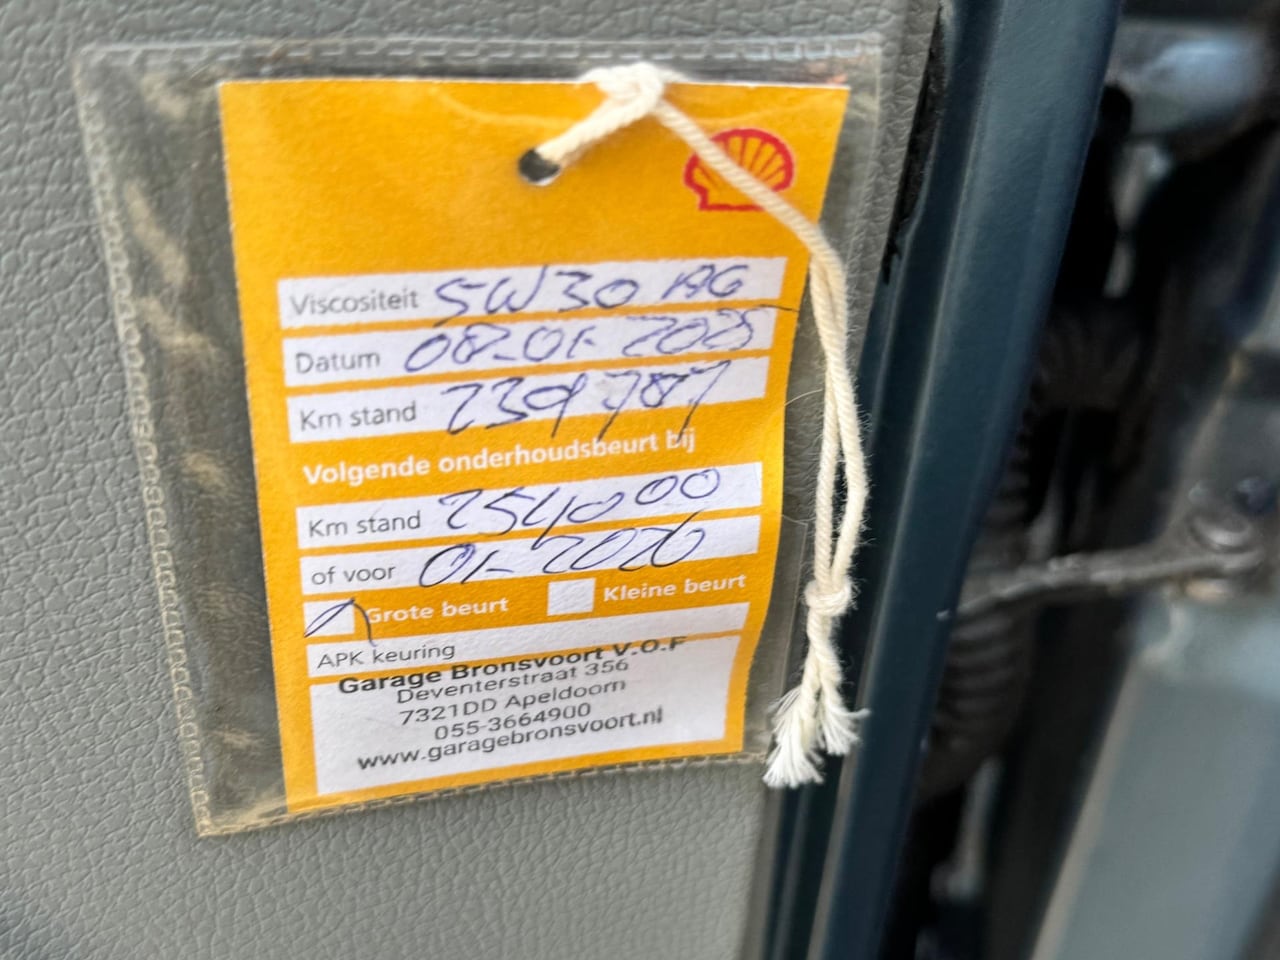 Viscositeit 5W30 AG
Datum 08-01-2025
Km stand 239787
Volgende onderhoudsbeurt bij
Km stand 254000
of voor 01-2026
Grote beurt Kleine beurt
APK keuring
Garage Bronsvoort V.O.F
Deventerstraat 356
7321DD Apeldoorn
055-3664900
www.garagebronsvoort.nl